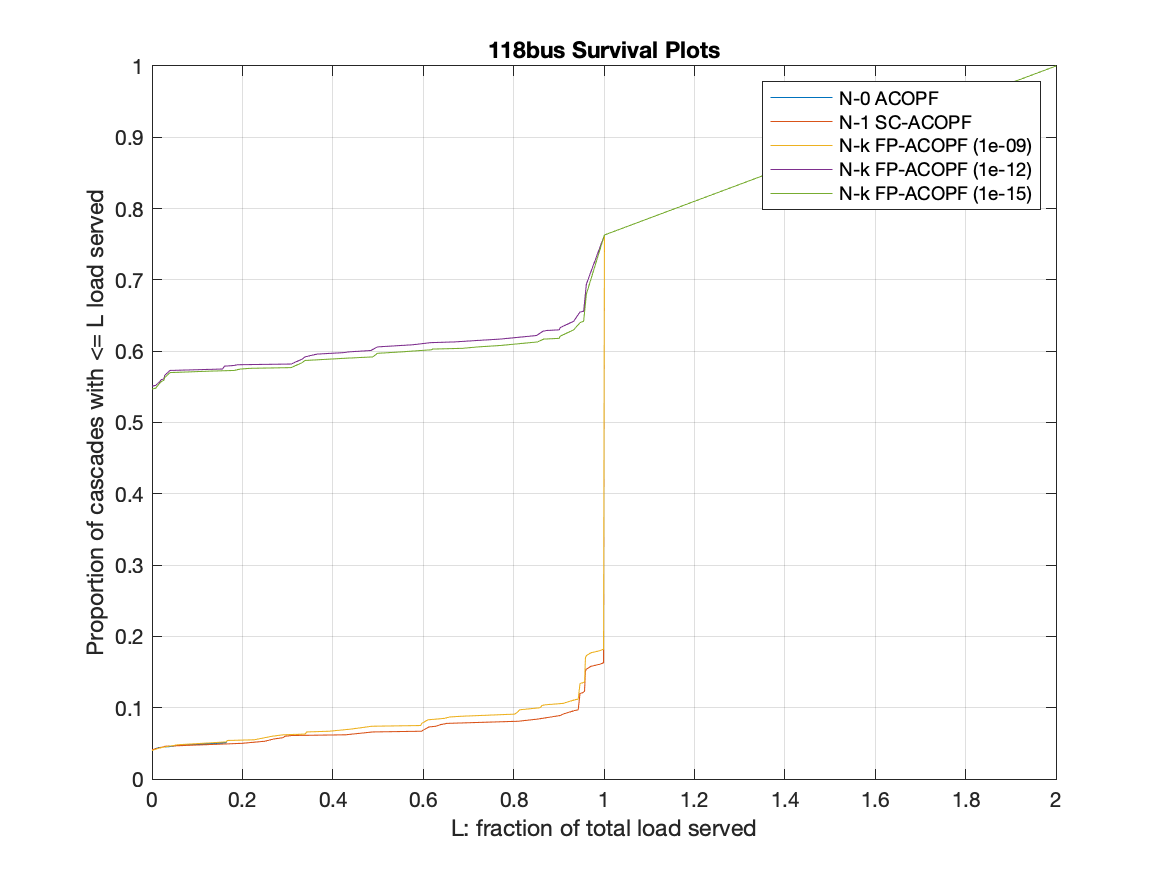 118bus Survival Plots
N-0 ACOPF
N-1 SC-ACOPF
N-k FP-ACOPF (1e-09)
N-k FP-ACOPF (1e-12)
N-k FP-ACOPF (1e-15)
Proportion of cascades with <= L load served
1
0.9
0.8
0.7
0.6
0.5
0.4
0.3
0.2
0.1
0
0 0.2 0.4 0.6 0.8 1 1.2 1.4 1.6 1.8 2
L: fraction of total load served